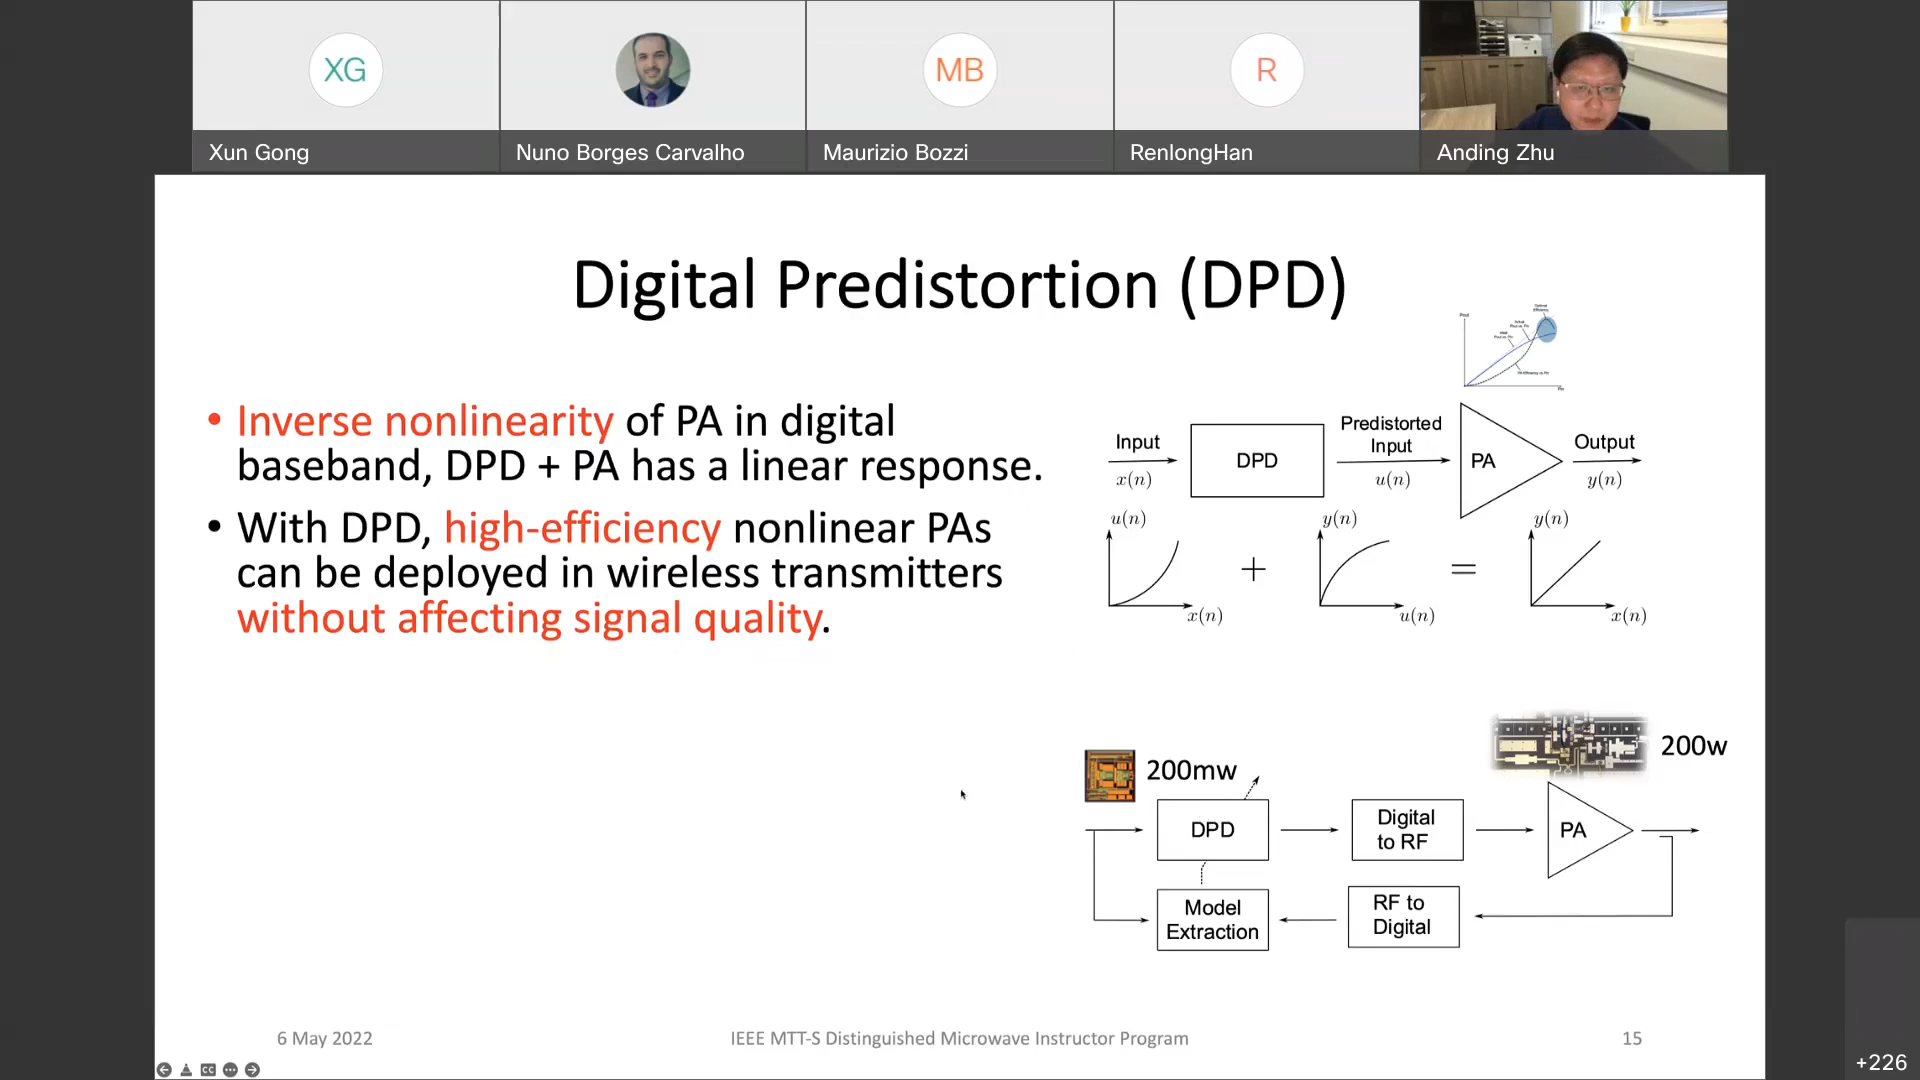 XG
MB
R
Xun Gong
Nuno Borges Carvalho
Maurizio Bozzi
RenlongHan
Anding Zhu
Digital Predistortion (DPD)
• Inverse nonlinearity of PA in digital
baseband, DPD + PA has a linear response.
• With DPD, high-efficiency nonlinear PAs
can be deployed in wireless transmitters
without affecting signal quality.
Input
x(n)
DPD
Predistorted
Input
u(n)
PA
Output
y(n)
u(n)
x(n)
+
y(n)
u(n)
=
y(n)
x(n)
200mw
200w
DPD
Digital
to RF
PA
Model
Extraction
RF to
Digital
6 May 2022
IEEE MTT-S Distinguished Microwave Instructor Program
15
CC
+226